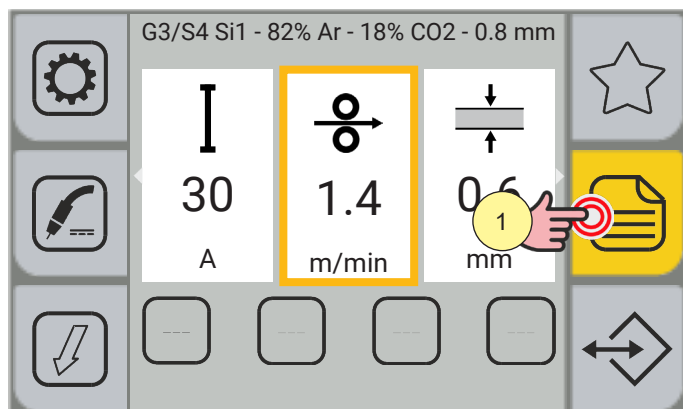 G3/S4 Si1 - 82% Ar - 18% CO2 - 0.8 mm
30
1.4
0.6
1
A
m/min
mm
---
---
---
---